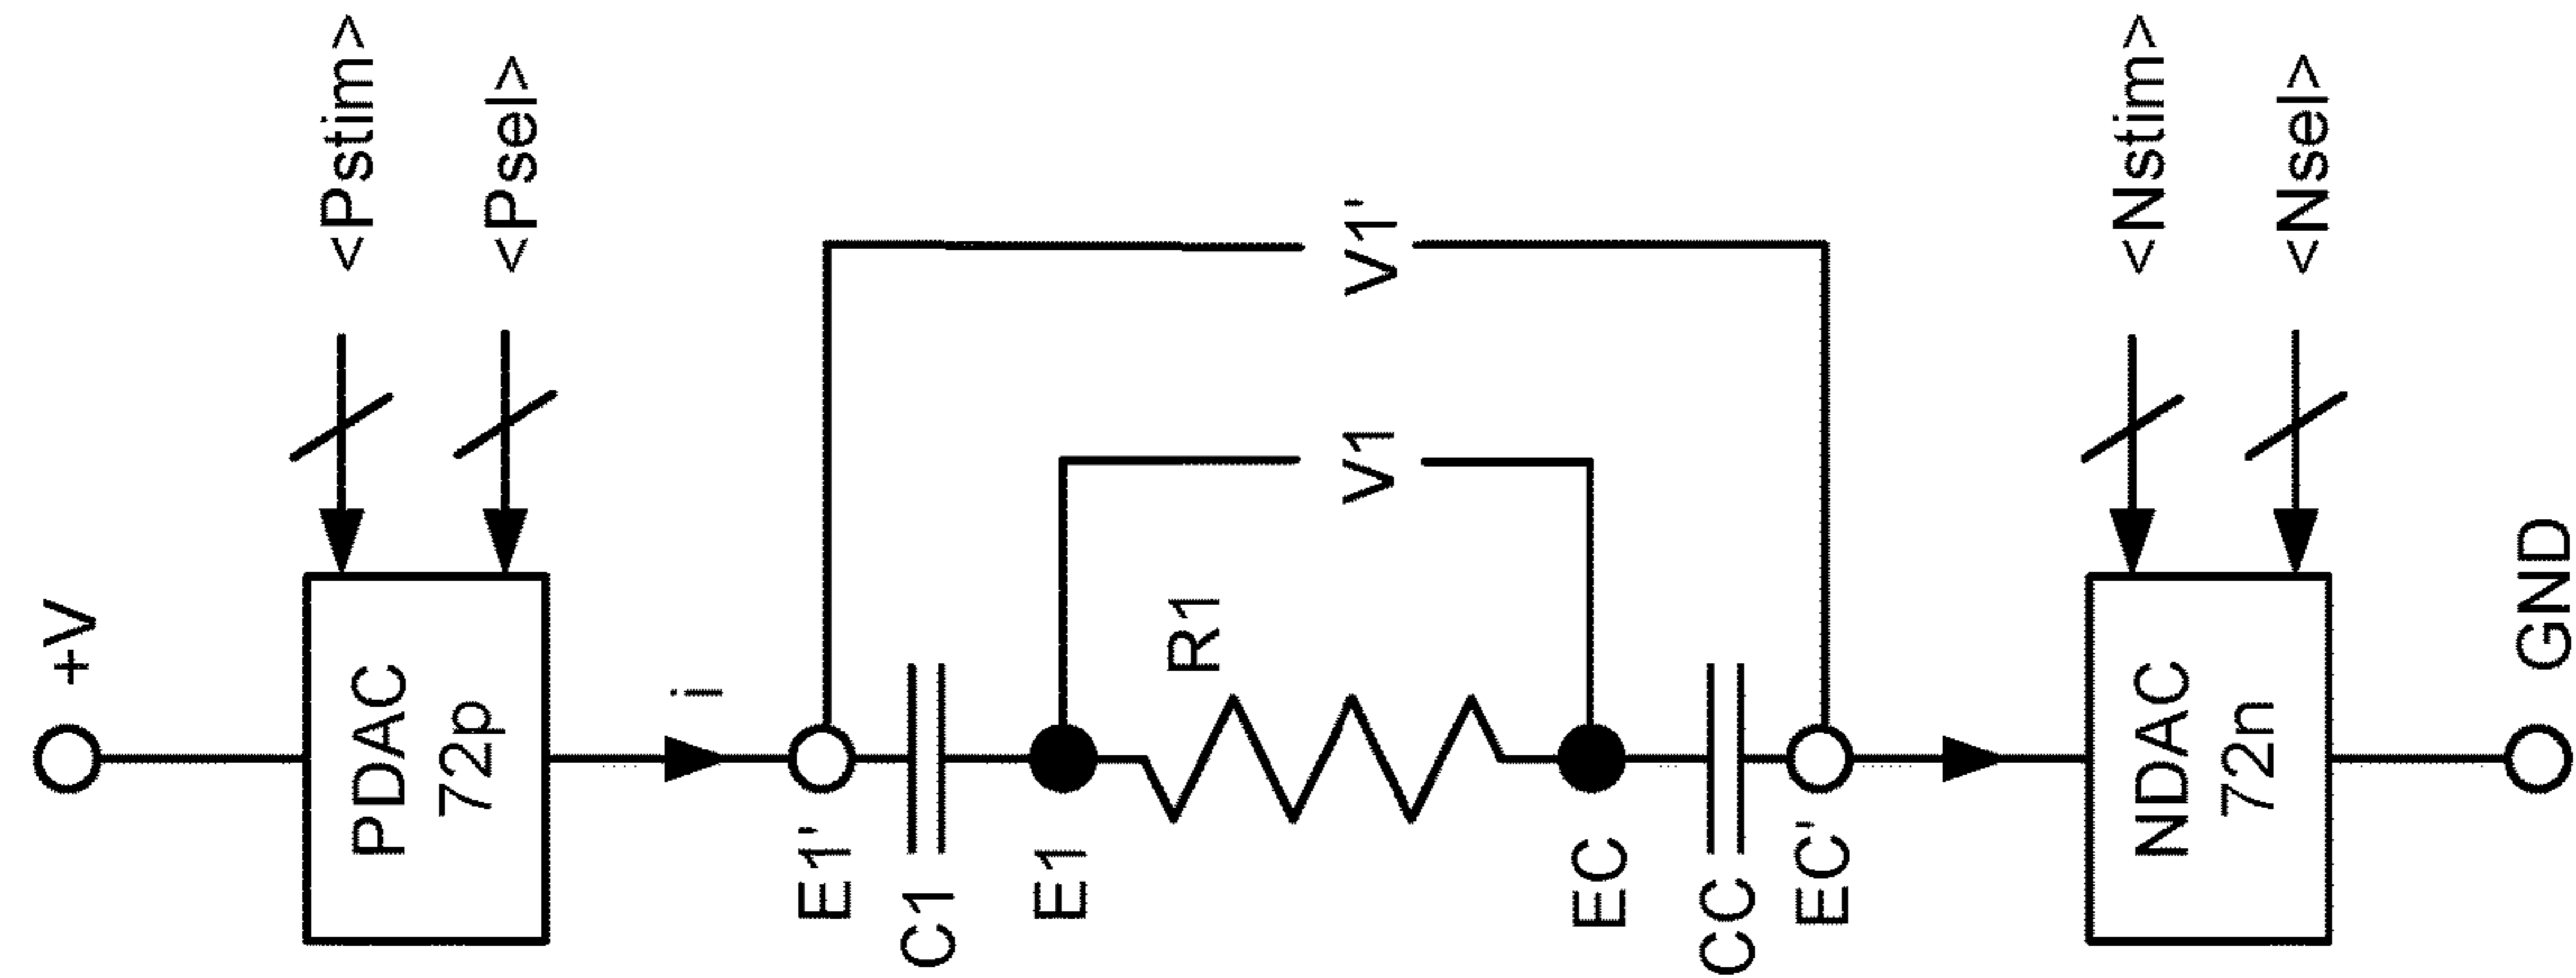 +V
PDAC
72p
<Pstim>
<Psel>
i
E1'
C1
E1
R1
V1
V1'
EC
CC
EC'
NDAC
72n
<Nstim>
<Nsel>
GND